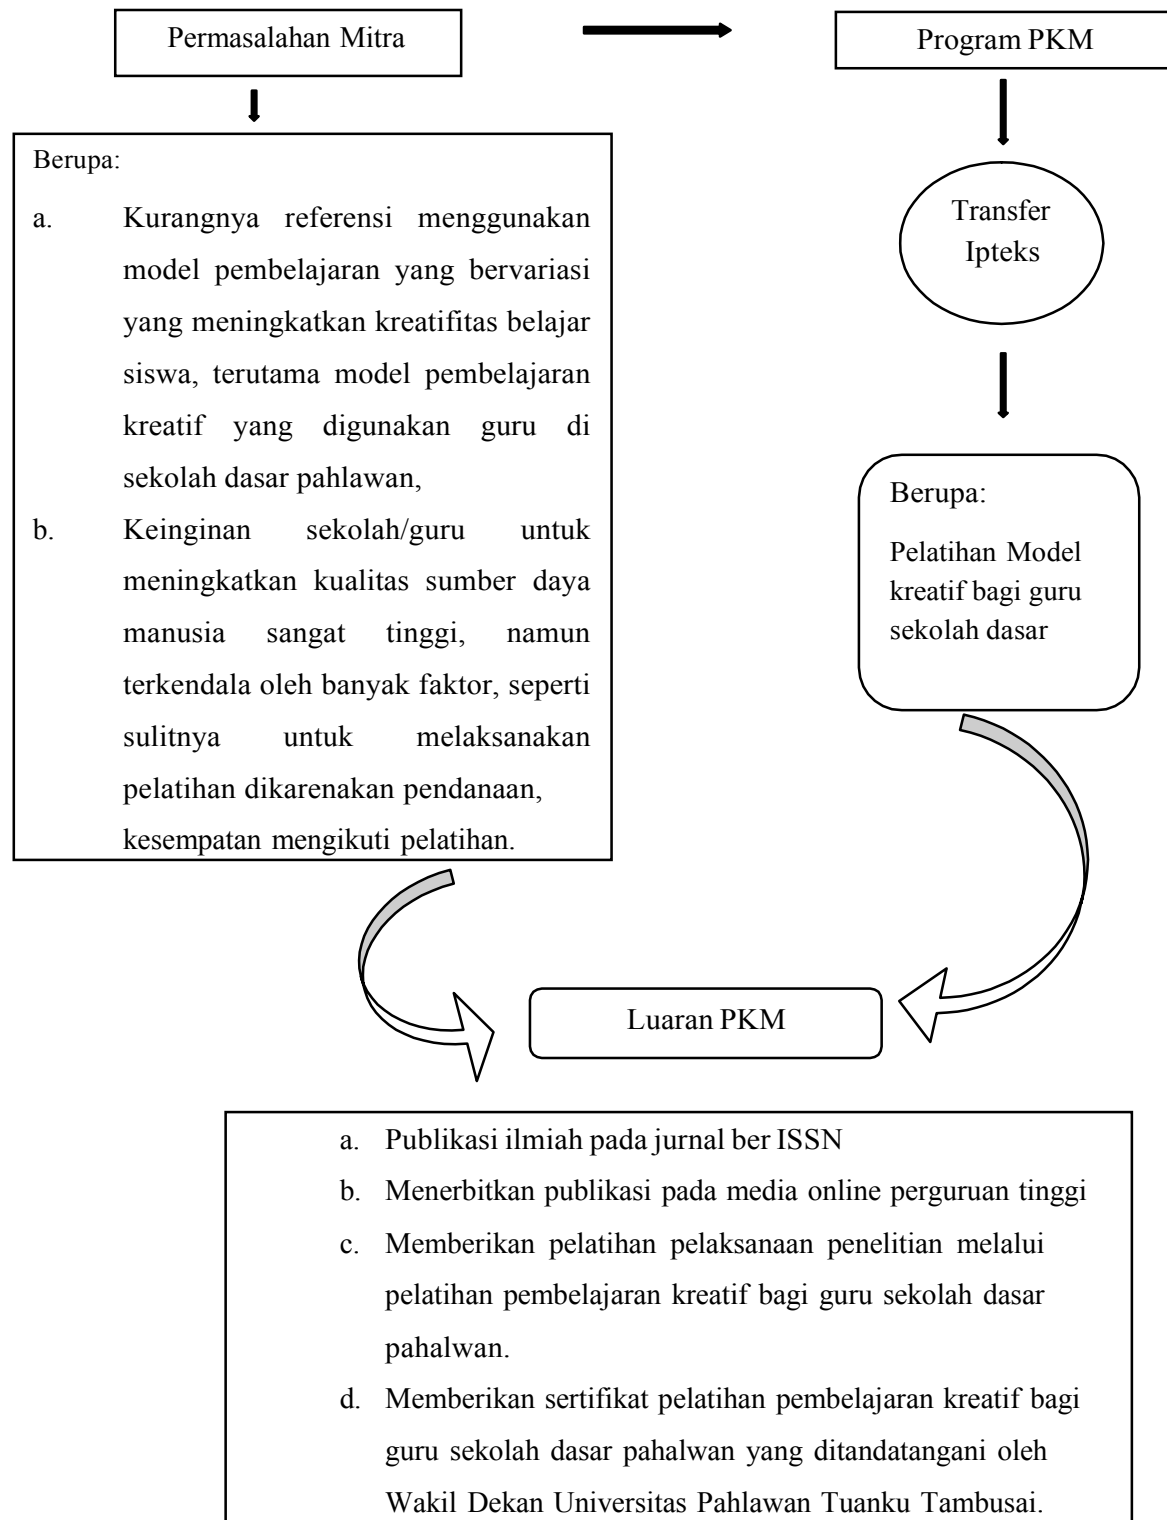 Permasalahan Mitra
Program PKM
Berupa:
a. Kurangnya referensi menggunakan
model pembelajaran yang bervariasi
yang meningkatkan kreatifitas belajar
siswa, terutama model pembelajaran
kreatif yang digunakan guru di
sekolah dasar pahlawan,
b. Keinginan sekolah/guru untuk
meningkatkan kualitas sumber daya
manusia sangat tinggi, namun
terkendala oleh banyak faktor, seperti
sulitnya untuk melaksanakan
pelatihan dikarenakan pendanaan,
kesempatan mengikuti pelatihan.
Transfer
Ipteks
Berupa:
Pelatihan Model
kreatif bagi guru
sekolah dasar
Luaran PKM
a. Publikasi ilmiah pada jurnal ber ISSN
b. Menerbitkan publikasi pada media online perguruan tinggi
c. Memberikan pelatihan pelaksanaan penelitian melalui
pelatihan pembelajaran kreatif bagi guru sekolah dasar
pahalwan.
d. Memberikan sertifikat pelatihan pembelajaran kreatif bagi
guru sekolah dasar pahalwan yang ditandatangani oleh
Wakil Dekan Universitas Pahlawan Tuanku Tambusai.